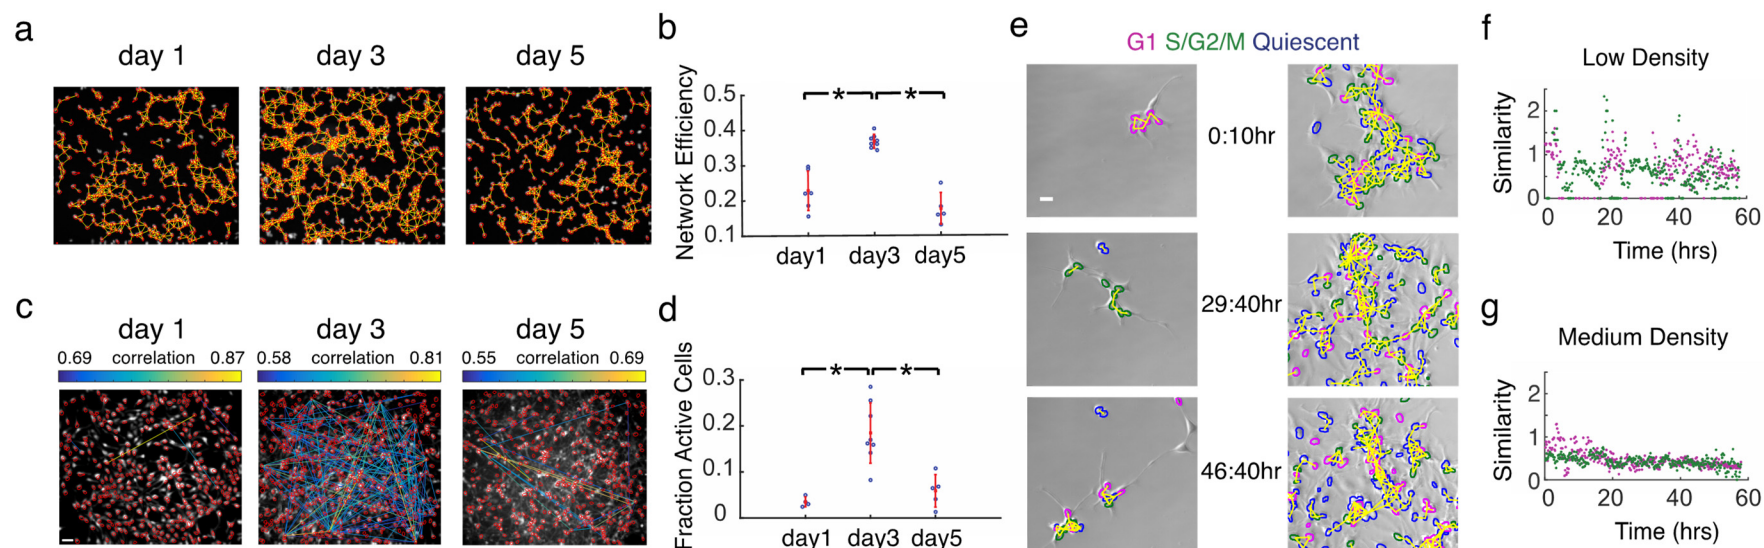 a
day 1 day 3 day 5
b
Network Efficiency
0.5
0.4
0.3
0.2
0.1
* *
day1 day3 day5
c
day 1 day 3 day 5
0.69 correlation 0.87
0.58 correlation 0.81
0.55 correlation 0.69
d
Fraction Active Cells
0.3
0.2
0.1
0
* *
day1 day3 day5
e
G1 S/G2/M Quiescent
0:10hr
29:40hr
46:40hr
f
Low Density
Similarity
2
1
0
0 20 40 60
Time (hrs)
g
Medium Density
Similarity
2
1
0
0 20 40 60
Time (hrs)